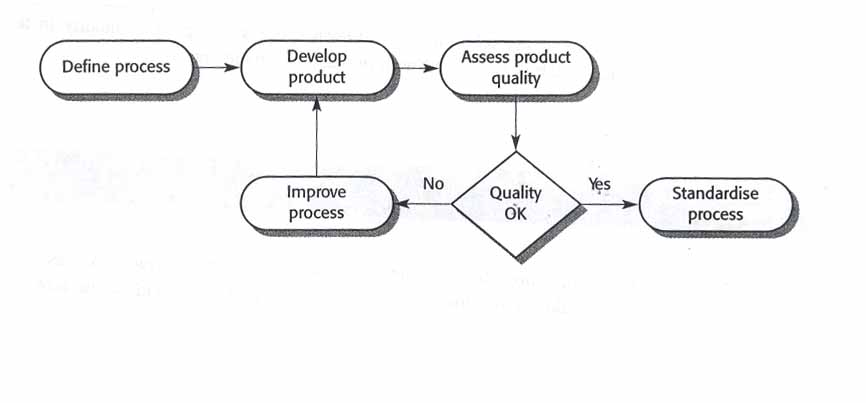 Define process
Develop
product
Assess product
quality
Improve
process
No
Quality
OK
Yes
Standardise
process